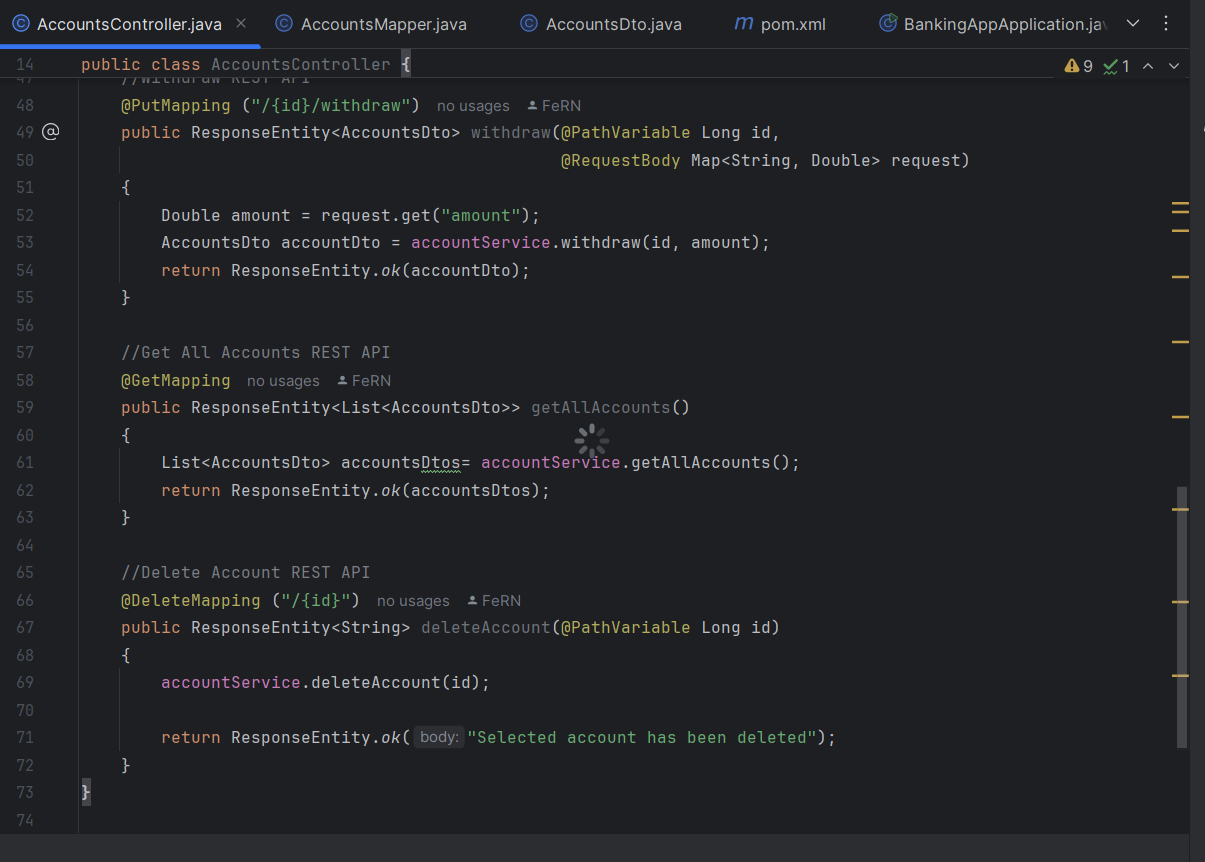 AccountsController.java AccountsMapper.java AccountsDto.java m pom.xml BankingAppApplication.jav
14 public class AccountsController { 9 1
47 //Withdraw REST API
48 @PutMapping ("/{id}/withdraw") no usages FeRN
49 public ResponseEntity<AccountsDto> withdraw(@PathVariable Long id,
50 @RequestBody Map<String, Double> request)
51 {
52 Double amount = request.get("amount");
53 AccountsDto accountDto = accountService.withdraw(id, amount);
54 return ResponseEntity.ok(accountDto);
55 }
56
57 //Get All Accounts REST API
58 @GetMapping no usages FeRN
59 public ResponseEntity<List<AccountsDto>> getAllAccounts()
60 {
61 List<AccountsDto> accountsDtos= accountService.getAllAccounts();
62 return ResponseEntity.ok(accountsDtos);
63 }
64
65 //Delete Account REST API
66 @DeleteMapping ("/{id}") no usages FeRN
67 public ResponseEntity<String> deleteAccount(@PathVariable Long id)
68 {
69 accountService.deleteAccount(id);
70
71 return ResponseEntity.ok( body: "Selected account has been deleted");
72 }
73 }
74